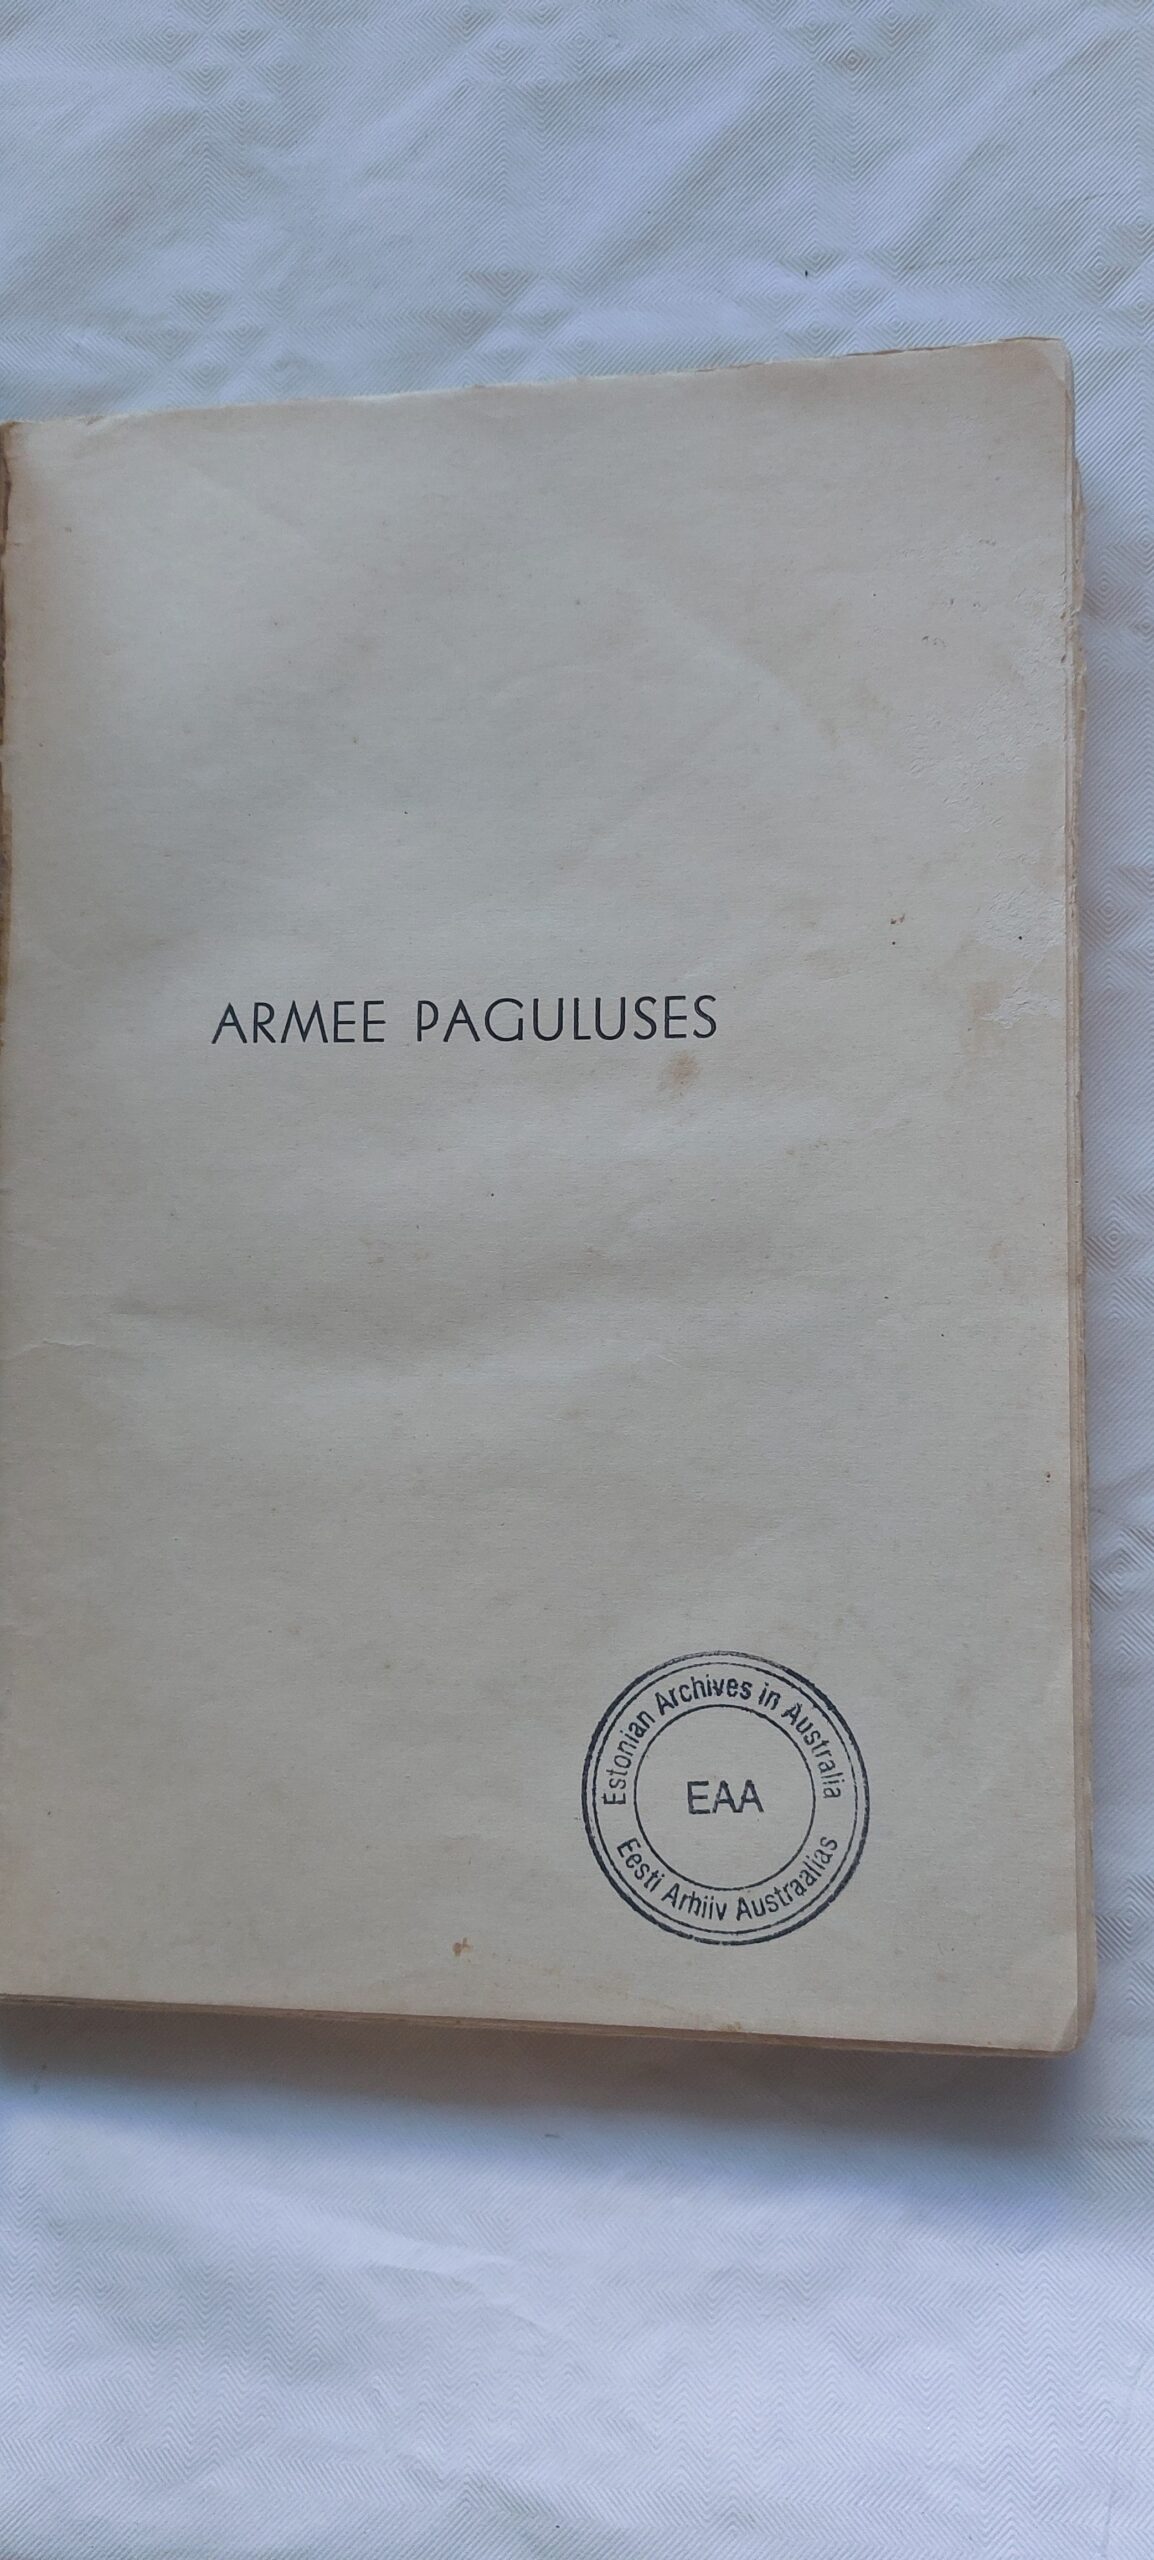 ARMEE PAGULUSES
Estonian Archives in Australia
EAA
Eesti Arhiiv Austraalias